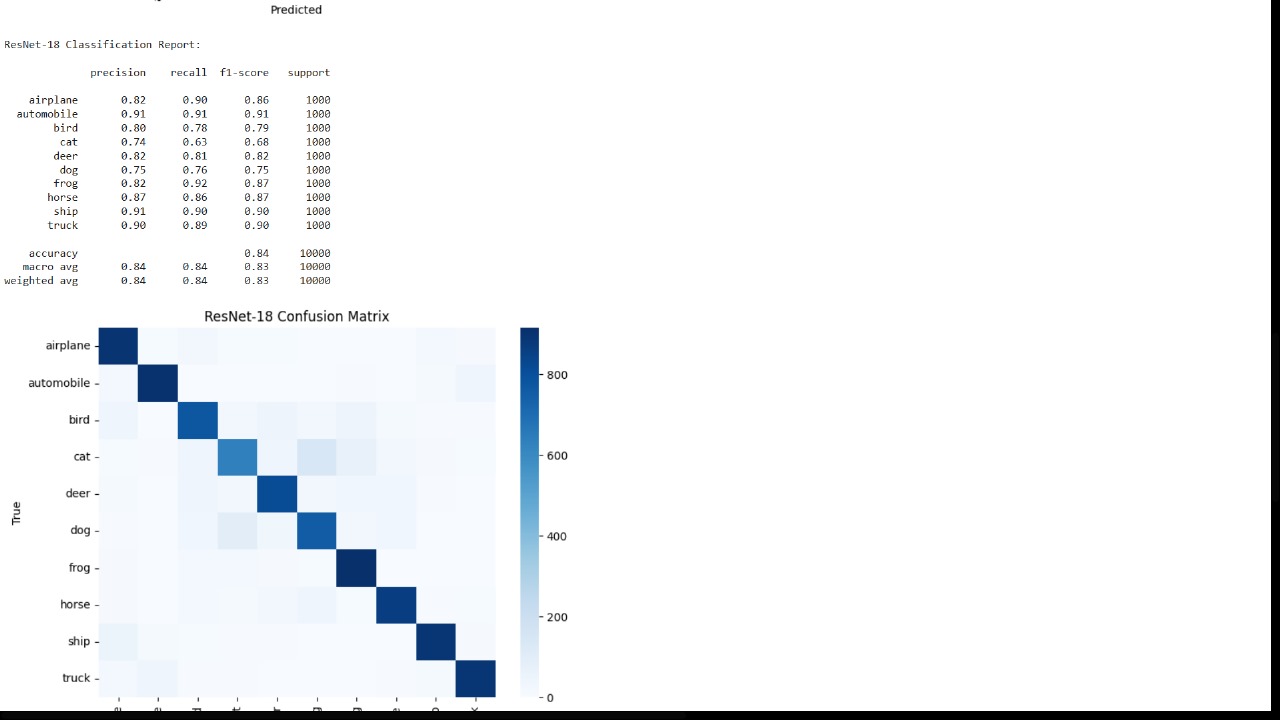 Predicted
ResNet-18 Classification Report:
precision recall f1-score support
airplane 0.82 0.90 0.86 1000
automobile 0.91 0.91 0.91 1000
bird 0.80 0.78 0.79 1000
cat 0.74 0.63 0.68 1000
deer 0.82 0.81 0.82 1000
dog 0.75 0.76 0.75 1000
frog 0.82 0.92 0.87 1000
horse 0.87 0.86 0.87 1000
ship 0.91 0.90 0.90 1000
truck 0.90 0.89 0.90 1000
accuracy 0.84 10000
macro avg 0.84 0.84 0.83 10000
weighted avg 0.84 0.84 0.83 10000
ResNet-18 Confusion Matrix
True
airplane
automobile
bird
cat
deer
dog
frog
horse
ship
truck
800
600
400
200
0